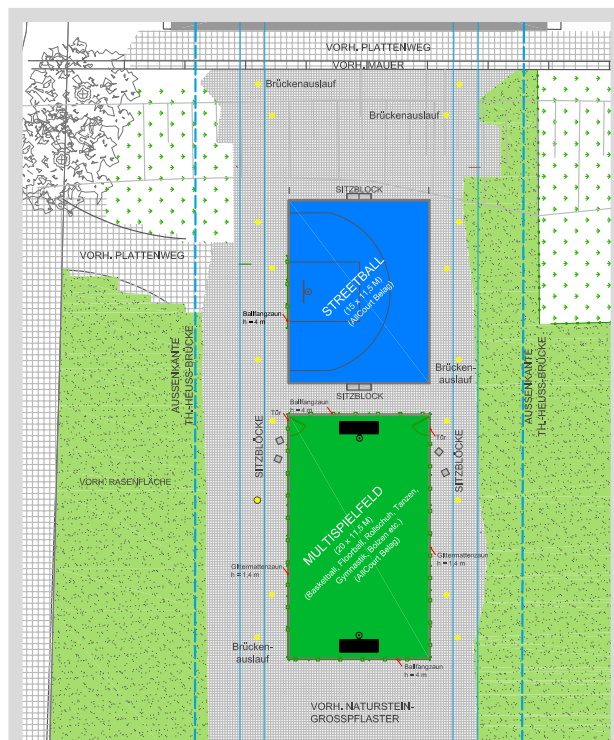 VORH. PLATTENWEG
VORH. MAUER
Brückenauslauf
Brückenauslauf
SITZBLOCK
VORH. PLATTENWEG
STREETBALL
(15 x 11,5 M)
(AllCourt Belag)
Ballfangzaun
h = 4 m
AUSSENKANTE
TH.-HEUSS-BRÜCKE
AUSSENKANTE
TH.-HEUSS-BRÜCKE
Brücken-
auslauf
SITZBLOCK
Ballfangzaun
h = 4 m
Tor
Tor
SITZBLÖCKE
SITZBLÖCKE
VORH. RASENFLÄCHE
MULTISPIELFELD
(20 x 11,5 M)
(Basketball, Floorball, Rollschuh, Tanzen,
Gymnastik, Bolzen etc.)
(AllCourt Belag)
Gittermattenzaun
h = 1,4 m
Gittermattenzaun
h = 1,4 m
Brücken-
auslauf
Ballfangzaun
h = 4 m
VORH. NATURSTEIN-
GROSSPFLASTER